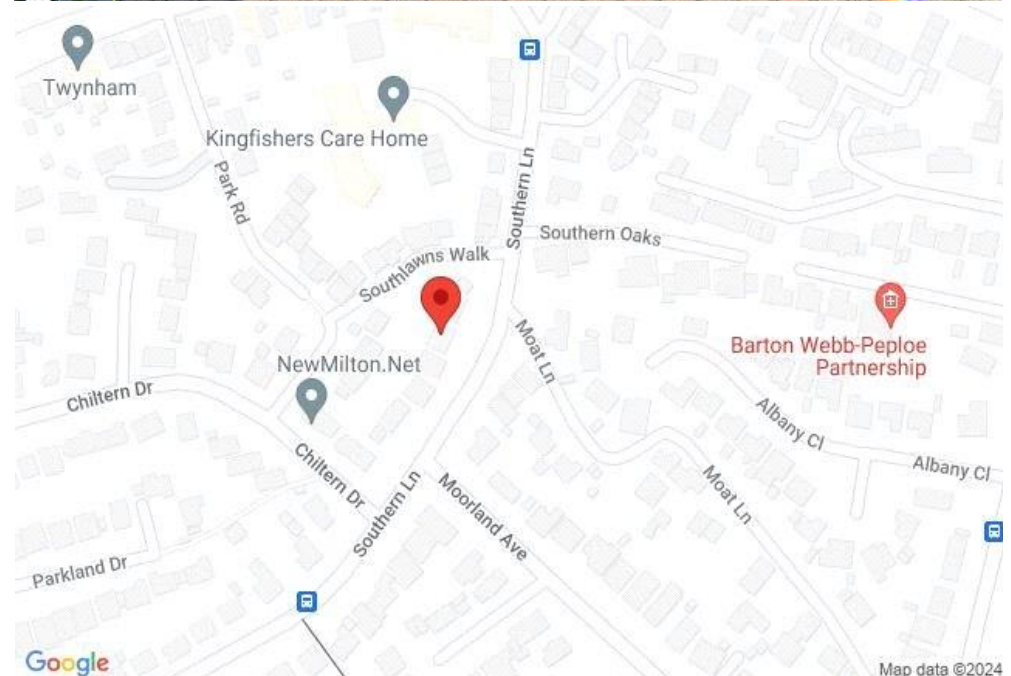 Twynham
Kingfishers Care Home
Park Rd
Southern Ln
Southern Oaks
Southlawns Walk
Moat Ln
Barton Webb-Peploe
Partnership
NewMilton.Net
Chiltern Dr
Albany Cl
Albany Cl
Chiltern Dr
Moat Ln
Southern Ln
Moorland Ave
Parkland Dr
Google
Map data ©2024